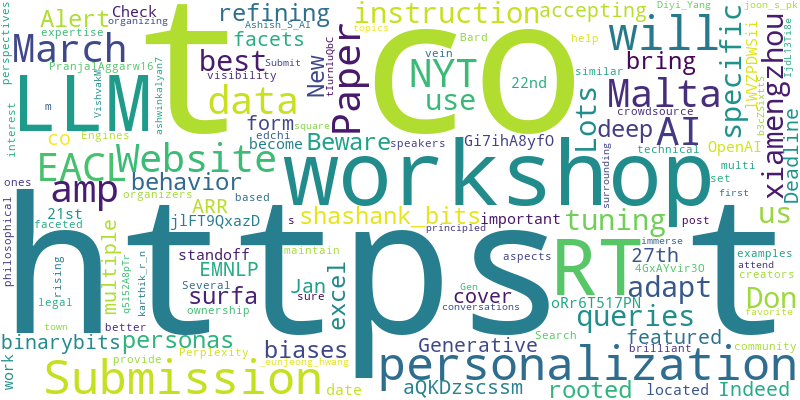 https
t
co
t
workshop
RT
LLM
personalization
Submission
Website
amp
EACL
Malta
AI
will
NYT
Paper
March
data
best
instruction
refining
Alert
Check
organizing
expertise
facets
New
visibility
Ashish_S_AI
topics
Bard
help
Submit
accepting
bring
specific
Diyi_Yang
joon_s_pk
IjdL13Ti8e
lWVZPDWSii
b3cZSixtts
perspectives
PranjalAggarw16
VishvakM
ashwinkalyan7
tIurnluQbC
m
vein
use
22nd
similar
crowdsource
OpenAI
xiamengzhou
Deadline
interest
co
Engines
form
become
Beware
edchi
square
Gi7ihA8yfO
Lots
deep
technical
multi
set
first
behavior
ARR
based
organizers
21st
faceted
ones
philosophical
multiple
jlFT9QxazD
s
shashank_bits
important
speakers
principled
surrounding
tuning
us
post
examples
standoff
EMNLP
karthik_r_n
q5152A8pTr
rising
legal
surfa
Jan
maintain
aspects
sure
excel
cover
Gen
conversations
immerse
27th
adapt
4GxAYvir3O
attend
Don
creators
Several
ownership
oRr6T517PN
queries
featured
town
better
binarybits
personas
biases
Generative
Search
brilliant
community
favorite
work
provide
Perplexity
_eunjeong_hwang
date
aQKDzscssm
rooted
located
Indeed